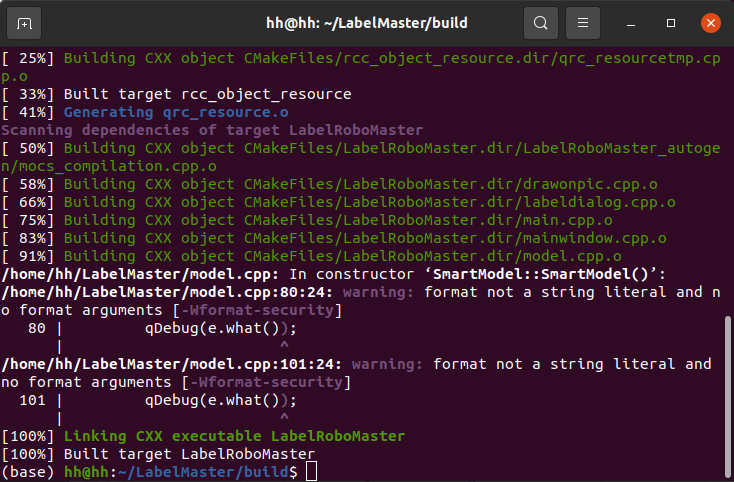 hh@hh: ~/LabelMaster/build
[ 25%] Building CXX object CMakeFiles/rcc_object_resource.dir/qrc_resourcetmp.cp
p.o
[ 33%] Built target rcc_object_resource
[ 41%] Generating qrc_resource.o
Scanning dependencies of target LabelRoboMaster
[ 50%] Building CXX object CMakeFiles/LabelRoboMaster.dir/LabelRoboMaster_autoge
n/mocs_compilation.cpp.o
[ 58%] Building CXX object CMakeFiles/LabelRoboMaster.dir/drawonpic.cpp.o
[ 66%] Building CXX object CMakeFiles/LabelRoboMaster.dir/labeldialog.cpp.o
[ 75%] Building CXX object CMakeFiles/LabelRoboMaster.dir/main.cpp.o
[ 83%] Building CXX object CMakeFiles/LabelRoboMaster.dir/mainwindow.cpp.o
[ 91%] Building CXX object CMakeFiles/LabelRoboMaster.dir/model.cpp.o
/home/hh/LabelMaster/model.cpp: In constructor ‘SmartModel::SmartModel()’:
/home/hh/LabelMaster/model.cpp:80:24: warning: format not a string literal and n
o format arguments [-Wformat-security]
   80 |         qDebug(e.what());
      |                        ^
/home/hh/LabelMaster/model.cpp:101:24: warning: format not a string literal and 
no format arguments [-Wformat-security]
  101 |         qDebug(e.what());
      |                        ^
[100%] Linking CXX executable LabelRoboMaster
[100%] Built target LabelRoboMaster
(base) hh@hh:~/LabelMaster/build$